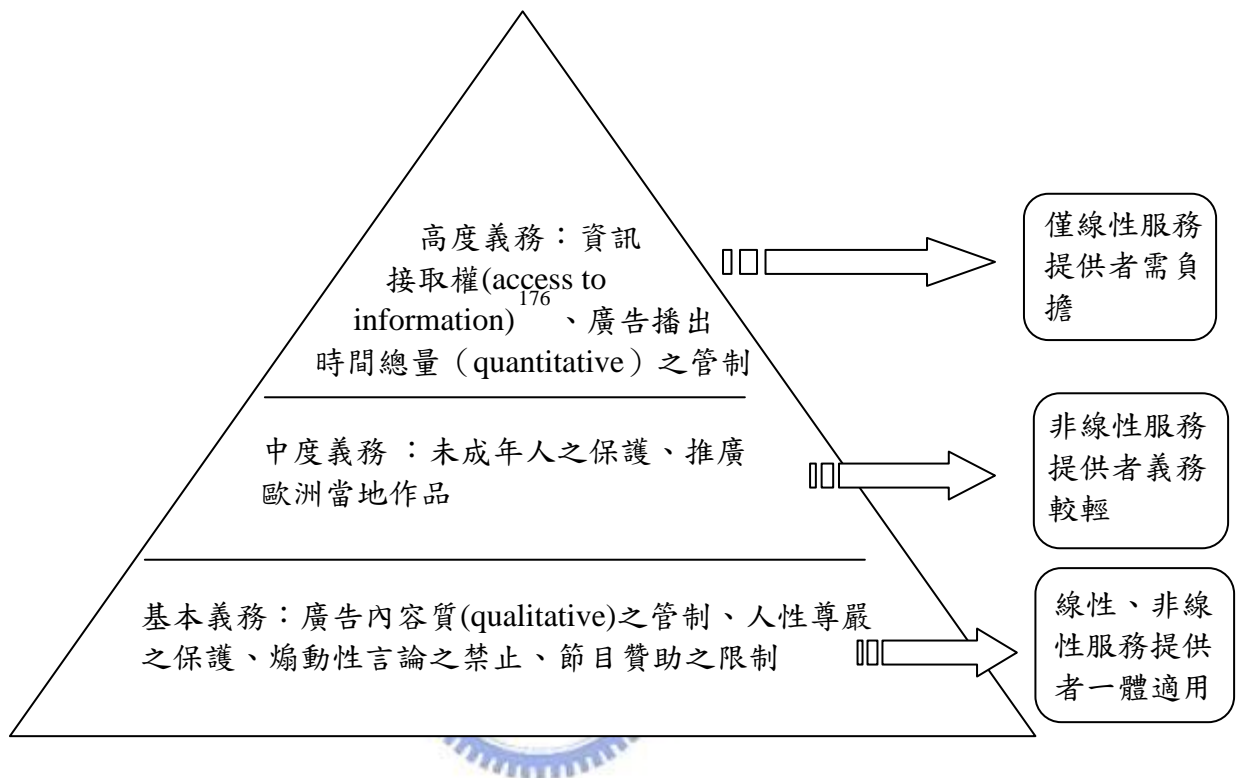 高度義務：資訊
接取權(access to
information)176、廣告播出
時間總量（quantitative）之管制
僅線性服務
提供者需負
擔
中度義務 ：未成年人之保護、推廣
歐洲當地作品
非線性服務
提供者義務
較輕
基本義務：廣告內容質(qualitative)之管制、人性尊嚴
之保護、煽動性言論之禁止、節目贊助之限制
線性、非線
性服務提供
者一體適用